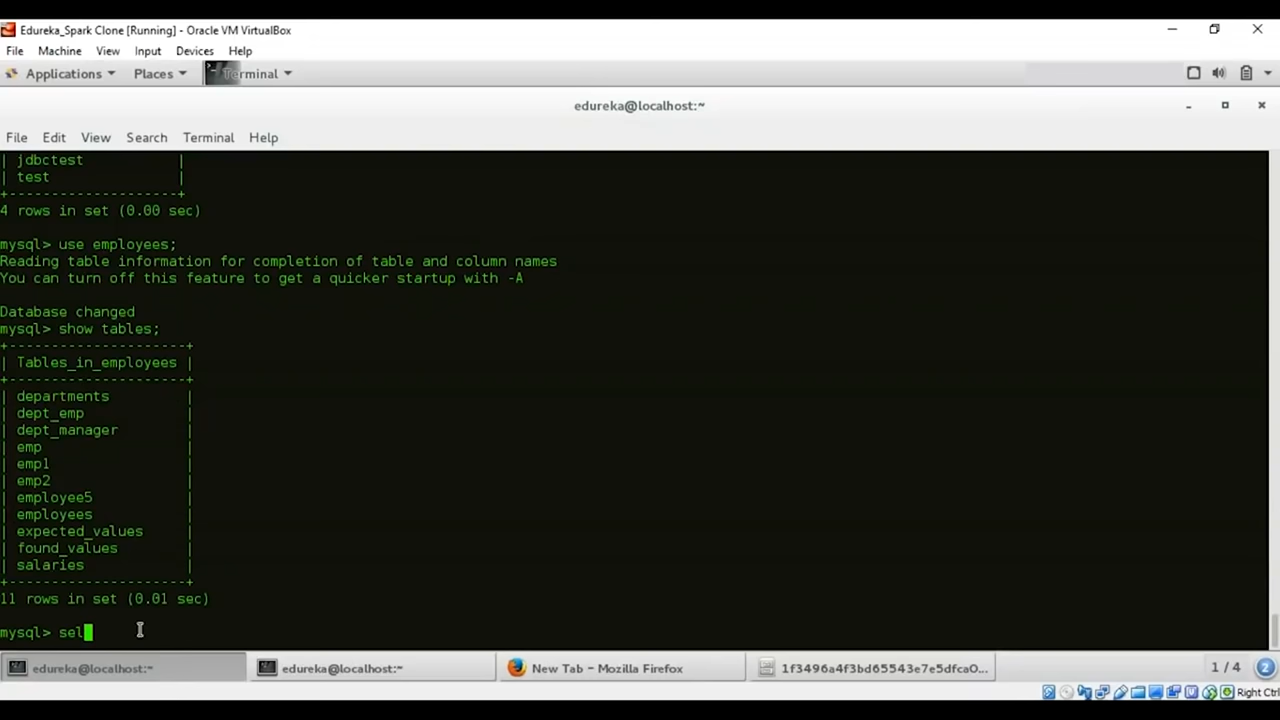 Edureka_Spark Clone [Running] - Oracle VM VirtualBox
File Machine View Input Devices Help
Applications Places Terminal
edureka@localhost:~
File Edit View Search Terminal Help
| jdbctest |
| test |
+--------------------+
4 rows in set (0.00 sec)
mysql> use employees;
Reading table information for completion of table and column names
You can turn off this feature to get a quicker startup with -A
Database changed
mysql> show tables;
+---------------------+
| Tables_in_employees |
+---------------------+
| departments |
| dept_emp |
| dept_manager |
| emp |
| emp1 |
| emp2 |
| employee5 |
| employees |
| expected_values |
| found_values |
| salaries |
+---------------------+
11 rows in set (0.01 sec)
mysql> sel
edureka@localhost:~ edureka@localhost:~ New Tab - Mozilla Firefox 1f3496a4f3bd65543e7e5dfca0... 1 / 4 2
Right Ctrl